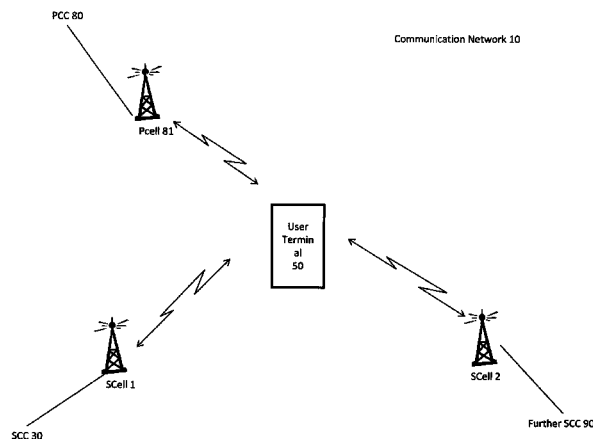 PCC 80
Communication Network 10
Pcell 81
User
Termin
al
50
SCell 1
SCell 2
SCC 30
Further SCC 90